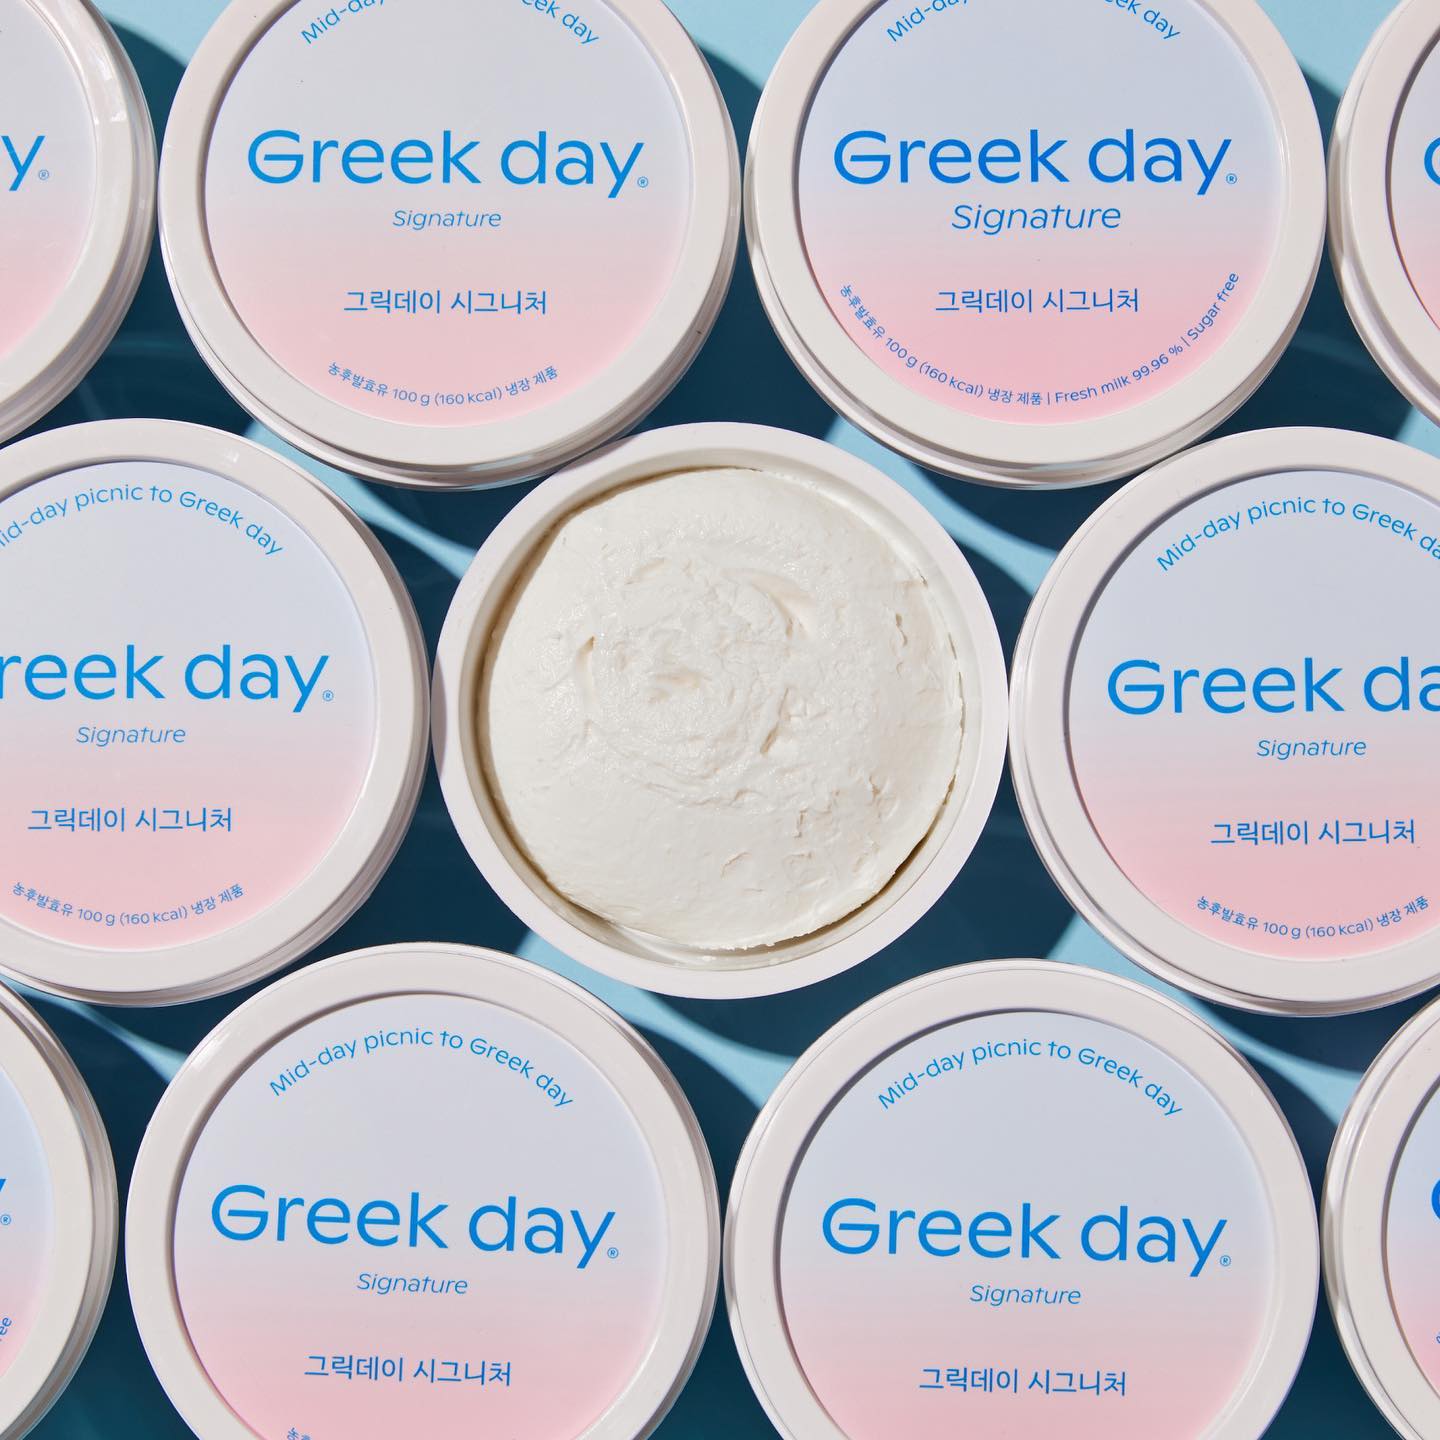 y®
Mid-day
eek day
Greek day®
Signature
그릭데이 시그니처
농후발효유 100 g (160 kcal) 냉장 제품
Mid-day
eek day
Greek day®
Signature
그릭데이 시그니처
농후발효유 100 g (160 kcal) 냉장 제품 | Fresh milk 99.96 % | Sugar free
id-day picnic to Greek day
reek day®
Signature
그릭데이 시그니처
농후발효유 100 g (160 kcal) 냉장 제품
Mid-day picnic to Greek da
Greek da
Signature
그릭데이 시그니처
농후발효유 100 g (160 kcal) 냉장 제품
Mid-day picnic to Greek day
Greek day®
Signature
그릭데이 시그니처
Mid-day picnic to Greek day
Greek day®
Signature
그릭데이 시그니처